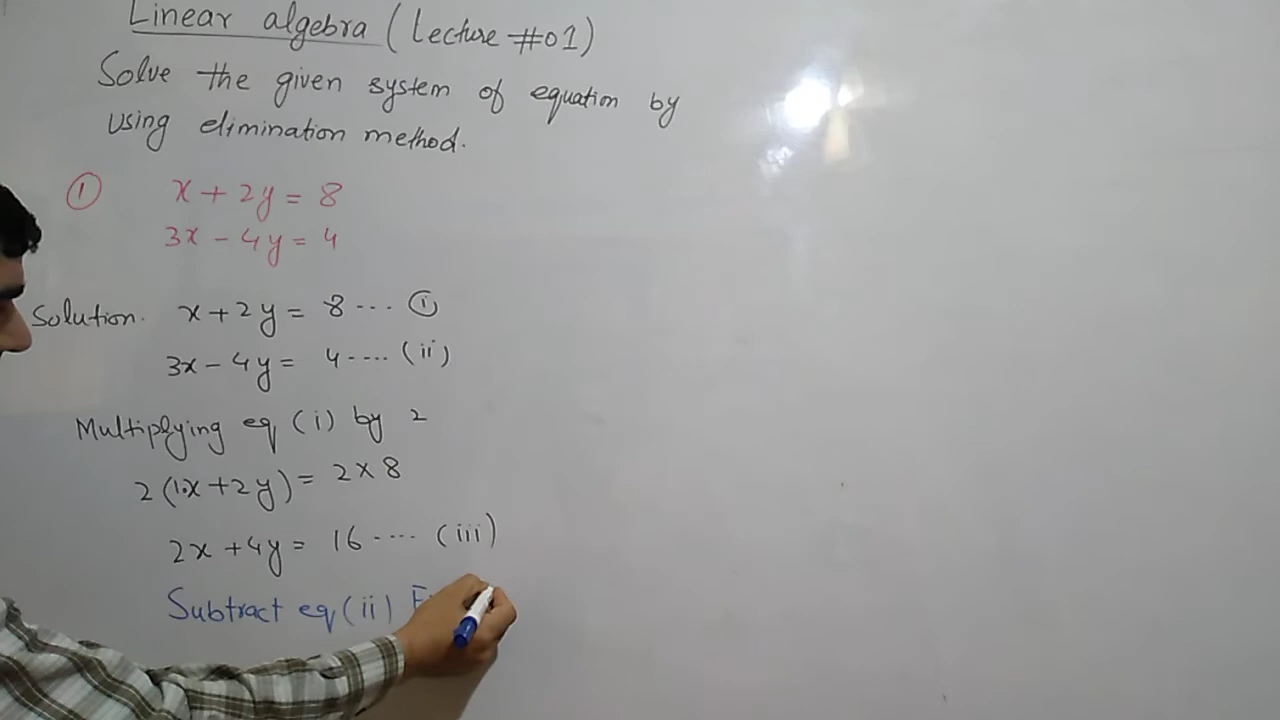 Linear algebra (Lecture #01)
Solve the given system of equation by
using elimination method.
① x + 2y = 8
3x - 4y = 4
Solution. x + 2y = 8 --- ①
3x - 4y = 4 ---- (ii)
Multiplying eq (i) by 2
2(1.x + 2y) = 2 x 8
2x + 4y = 16 ---- (iii)
Subtract eq (ii)